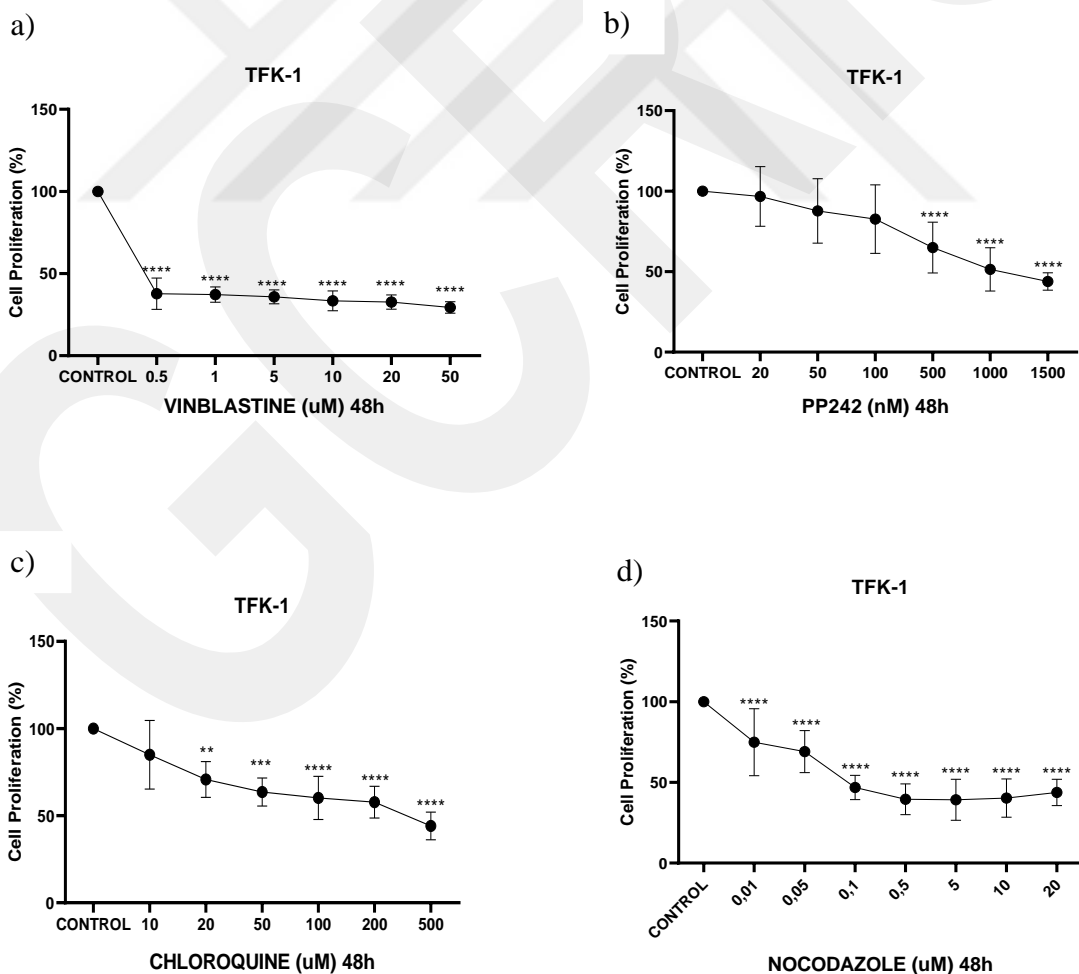 a)
TFK-1
150
100
50
0
Cell Proliferation (%)
****
****
****
****
****
****
CONTROL 0.5 1 5 10 20 50
VINBLASTINE (uM) 48h
b)
TFK-1
150
100
50
0
Cell Proliferation (%)
****
****
****
CONTROL 20 50 100 500 1000 1500
PP242 (nM) 48h
c)
TFK-1
150
100
50
0
Cell Proliferation (%)
**
***
****
****
****
CONTROL 10 20 50 100 200 500
CHLOROQUINE (uM) 48h
d)
TFK-1
150
100
50
0
Cell Proliferation (%)
****
****
****
****
****
****
****
CONTROL 0,01 0,05 0,1 0,5 5 10 20
NOCODAZOLE (uM) 48h